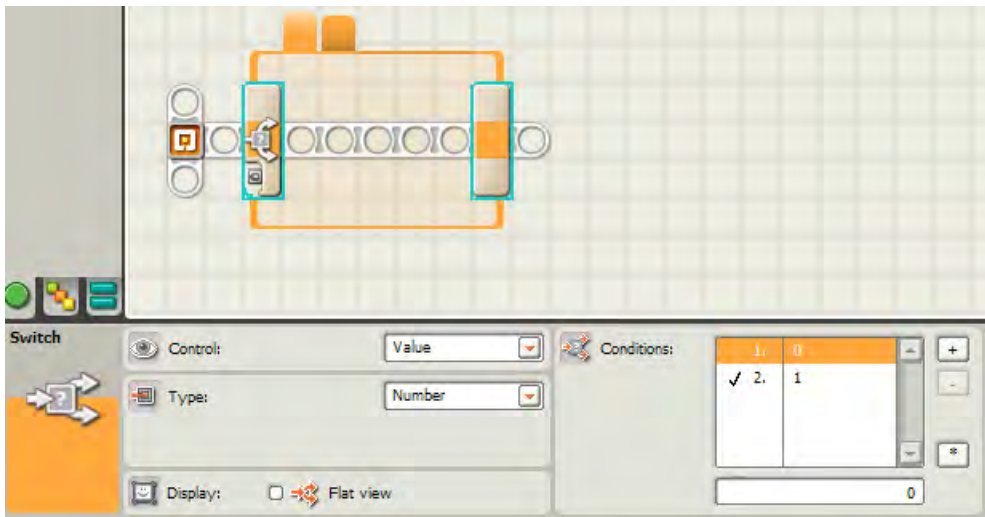 Switch
Control:
Value
Type:
Number
Display:
Flat view
Conditions:
1. 0
✓ 2. 1
+
-
*
0